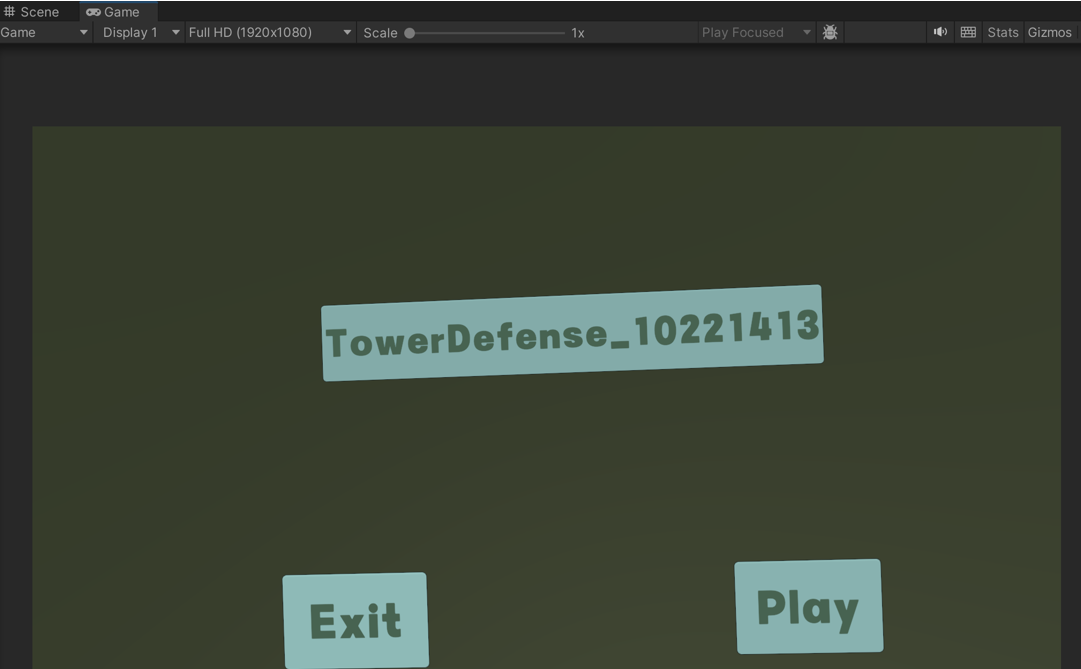 Scene Game
Game Display 1 Full HD (1920x1080) Scale 1x Play Focused Stats Gizmos
TowerDefense_10221413
Exit Play